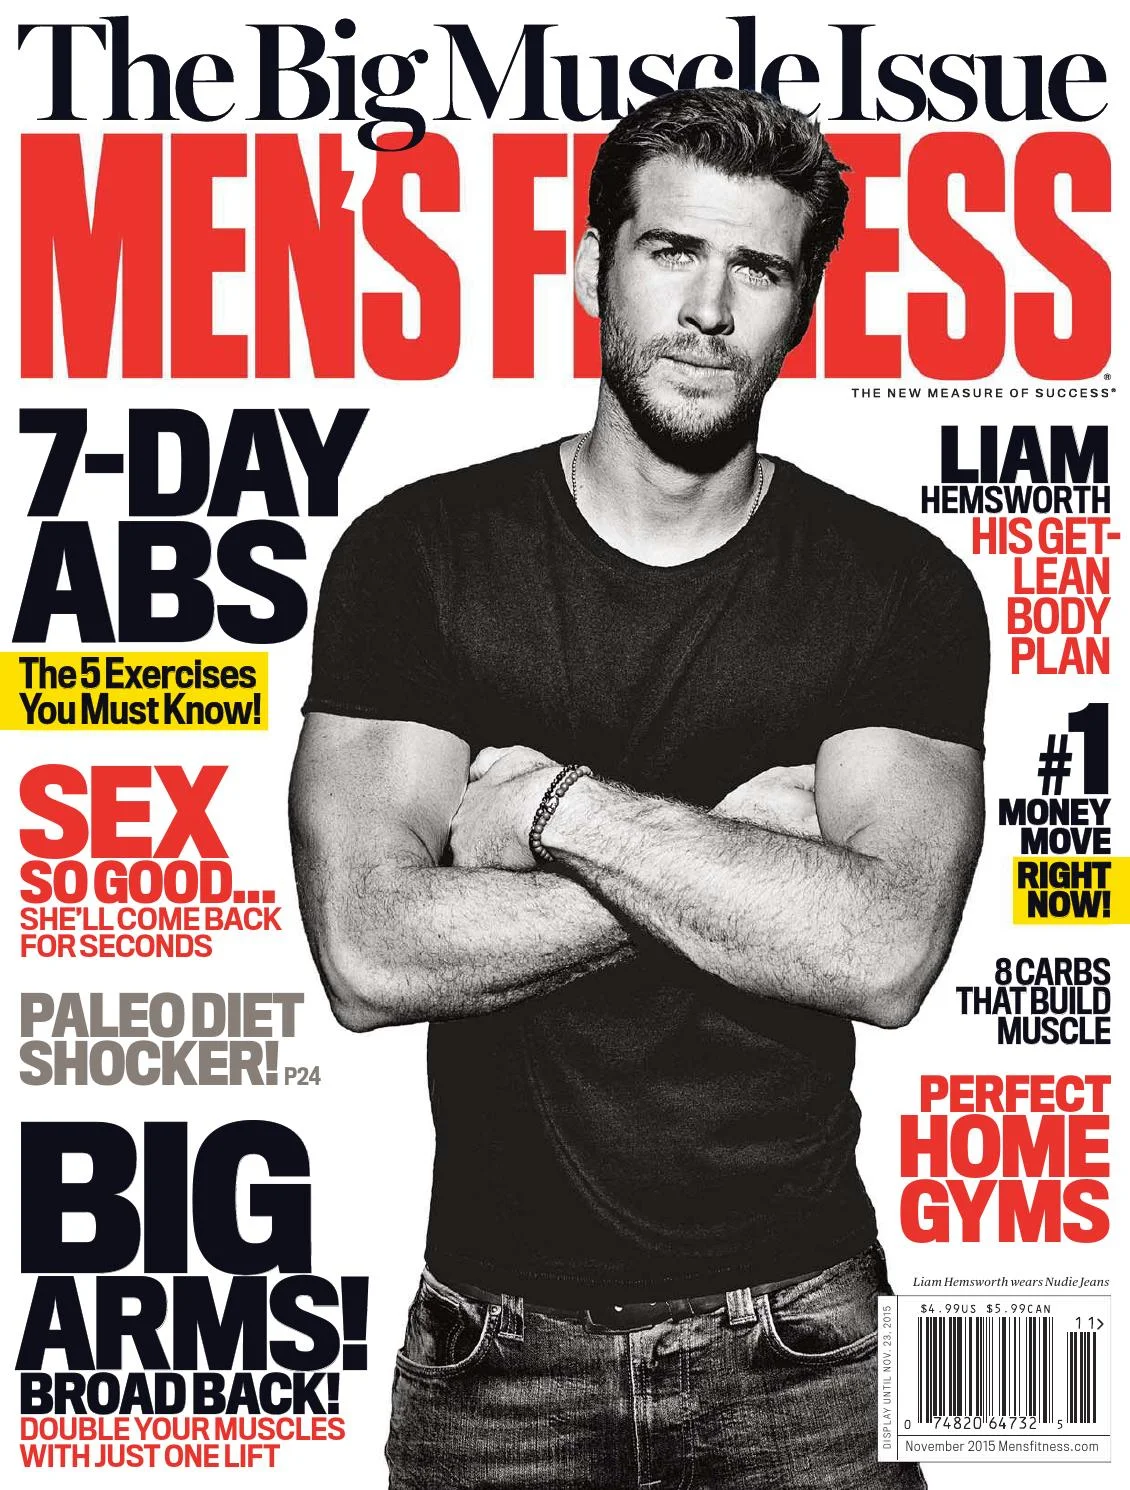 The Big Muscle Issue
MEN'S FITNESS
THE NEW MEASURE OF SUCCESS®
7-DAY
ABS
The 5 Exercises
You Must Know!
SEX
SO GOOD...
SHE'LL COME BACK
FOR SECONDS
PALEO DIET
SHOCKER! P24
BIG
ARMS!
BROAD BACK!
DOUBLE YOUR MUSCLES
WITH JUST ONE LIFT
LIAM
HEMSWORTH
HIS GET-
LEAN
BODY
PLAN
#1
MONEY
MOVE
RIGHT
NOW!
8 CARBS
THAT BUILD
MUSCLE
PERFECT
HOME
GYMS
Liam Hemsworth wears Nudie Jeans
DISPLAY UNTIL NOV. 23, 2015
$4.99US $5.99CAN
11>
0 74820 64732 5
November 2015 Mensfitness.com